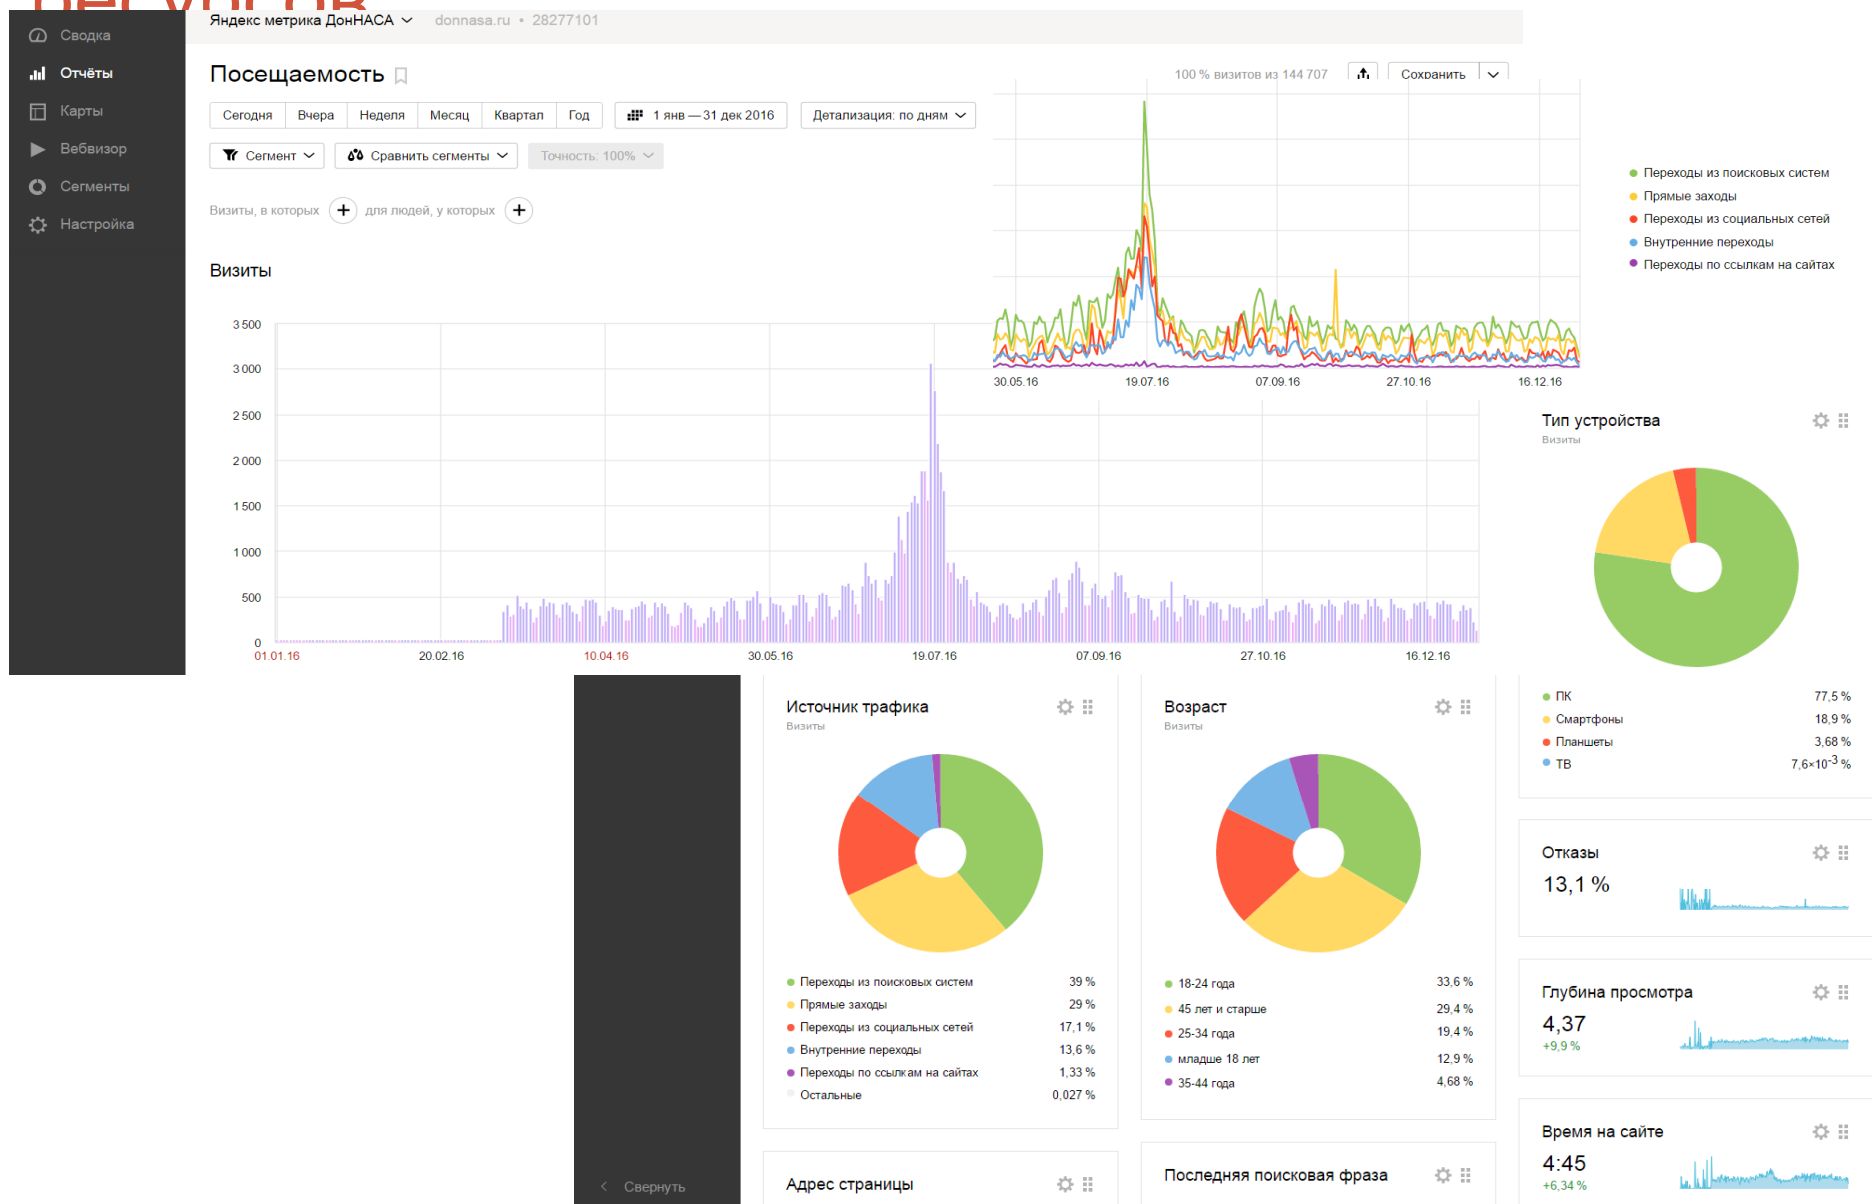 ресурсов
Яндекс метрика ДонНАСА donnasa.ru • 28277101
Сводка
Отчёты
Карты
Вебвизор
Сегменты
Настройка
Посещаемость
100 % визитов из 144 707 Сохранить
Сегодня Вчера Неделя Месяц Квартал Год 1 янв — 31 дек 2016 Детализация: по дням
Сегмент Сравнить сегменты Точность: 100%
Визиты, в которых + для людей, у которых +
Переходы из поисковых систем
Прямые заходы
Переходы из социальных сетей
Внутренние переходы
Переходы по ссылкам на сайтах
30.05.16 19.07.16 07.09.16 27.10.16 16.12.16
Визиты
3 500
3 000
2 500
2 000
1 500
1 000
500
0
01.01.16 20.02.16 10.04.16 30.05.16 19.07.16 07.09.16 27.10.16 16.12.16
Тип устройства
Визиты
ПК 77,5 %
Смартфоны 18,9 %
Планшеты 3,68 %
ТВ 7,6×10⁻³ %
Источник трафика
Визиты
Переходы из поисковых систем 39 %
Прямые заходы 29 %
Переходы из социальных сетей 17,1 %
Внутренние переходы 13,6 %
Переходы по ссылкам на сайтах 1,33 %
Остальные 0,027 %
Возраст
Визиты
18-24 года 33,6 %
45 лет и старше 29,4 %
25-34 года 19,4 %
младше 18 лет 12,9 %
35-44 года 4,68 %
Отказы
13,1 %
Глубина просмотра
4,37
+9,9 %
Время на сайте
4:45
+6,34 %
Свернуть
Адрес страницы
Последняя поисковая фраза